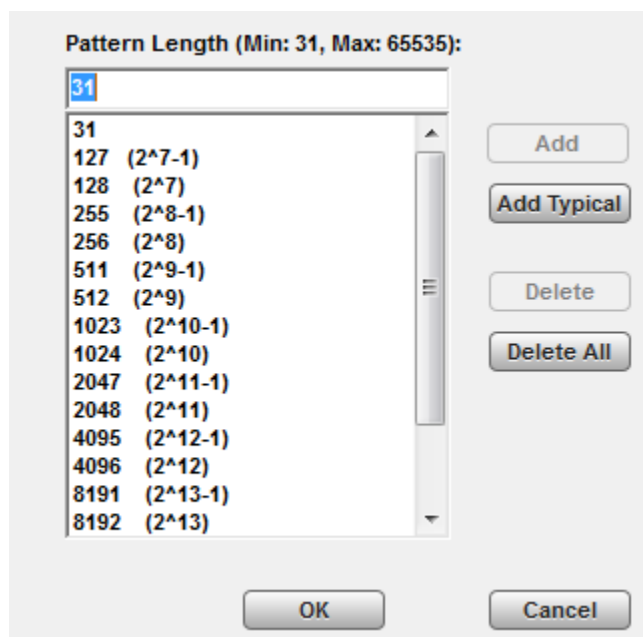 Pattern Length (Min: 31, Max: 65535):
31
31
127 (2^7-1)
128 (2^7)
255 (2^8-1)
256 (2^8)
511 (2^9-1)
512 (2^9)
1023 (2^10-1)
1024 (2^10)
2047 (2^11-1)
2048 (2^11)
4095 (2^12-1)
4096 (2^12)
8191 (2^13-1)
8192 (2^13)
Add
Add Typical
Delete
Delete All
OK
Cancel